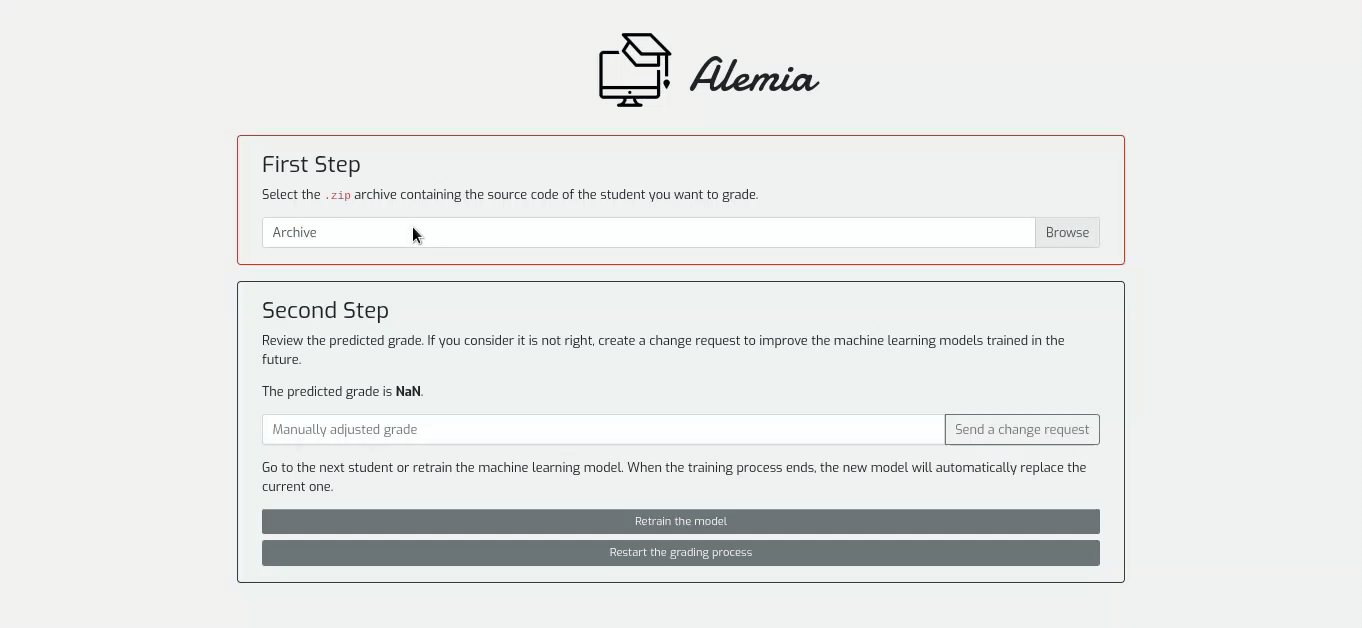 Alemia
First Step
Select the .zip archive containing the source code of the student you want to grade.
Archive
Browse
Second Step
Review the predicted grade. If you consider it is not right, create a change request to improve the machine learning models trained in the
future.
The predicted grade is NaN.
Manually adjusted grade
Send a change request
Go to the next student or retrain the machine learning model. When the training process ends, the new model will automatically replace the
current one.
Retrain the model
Restart the grading process